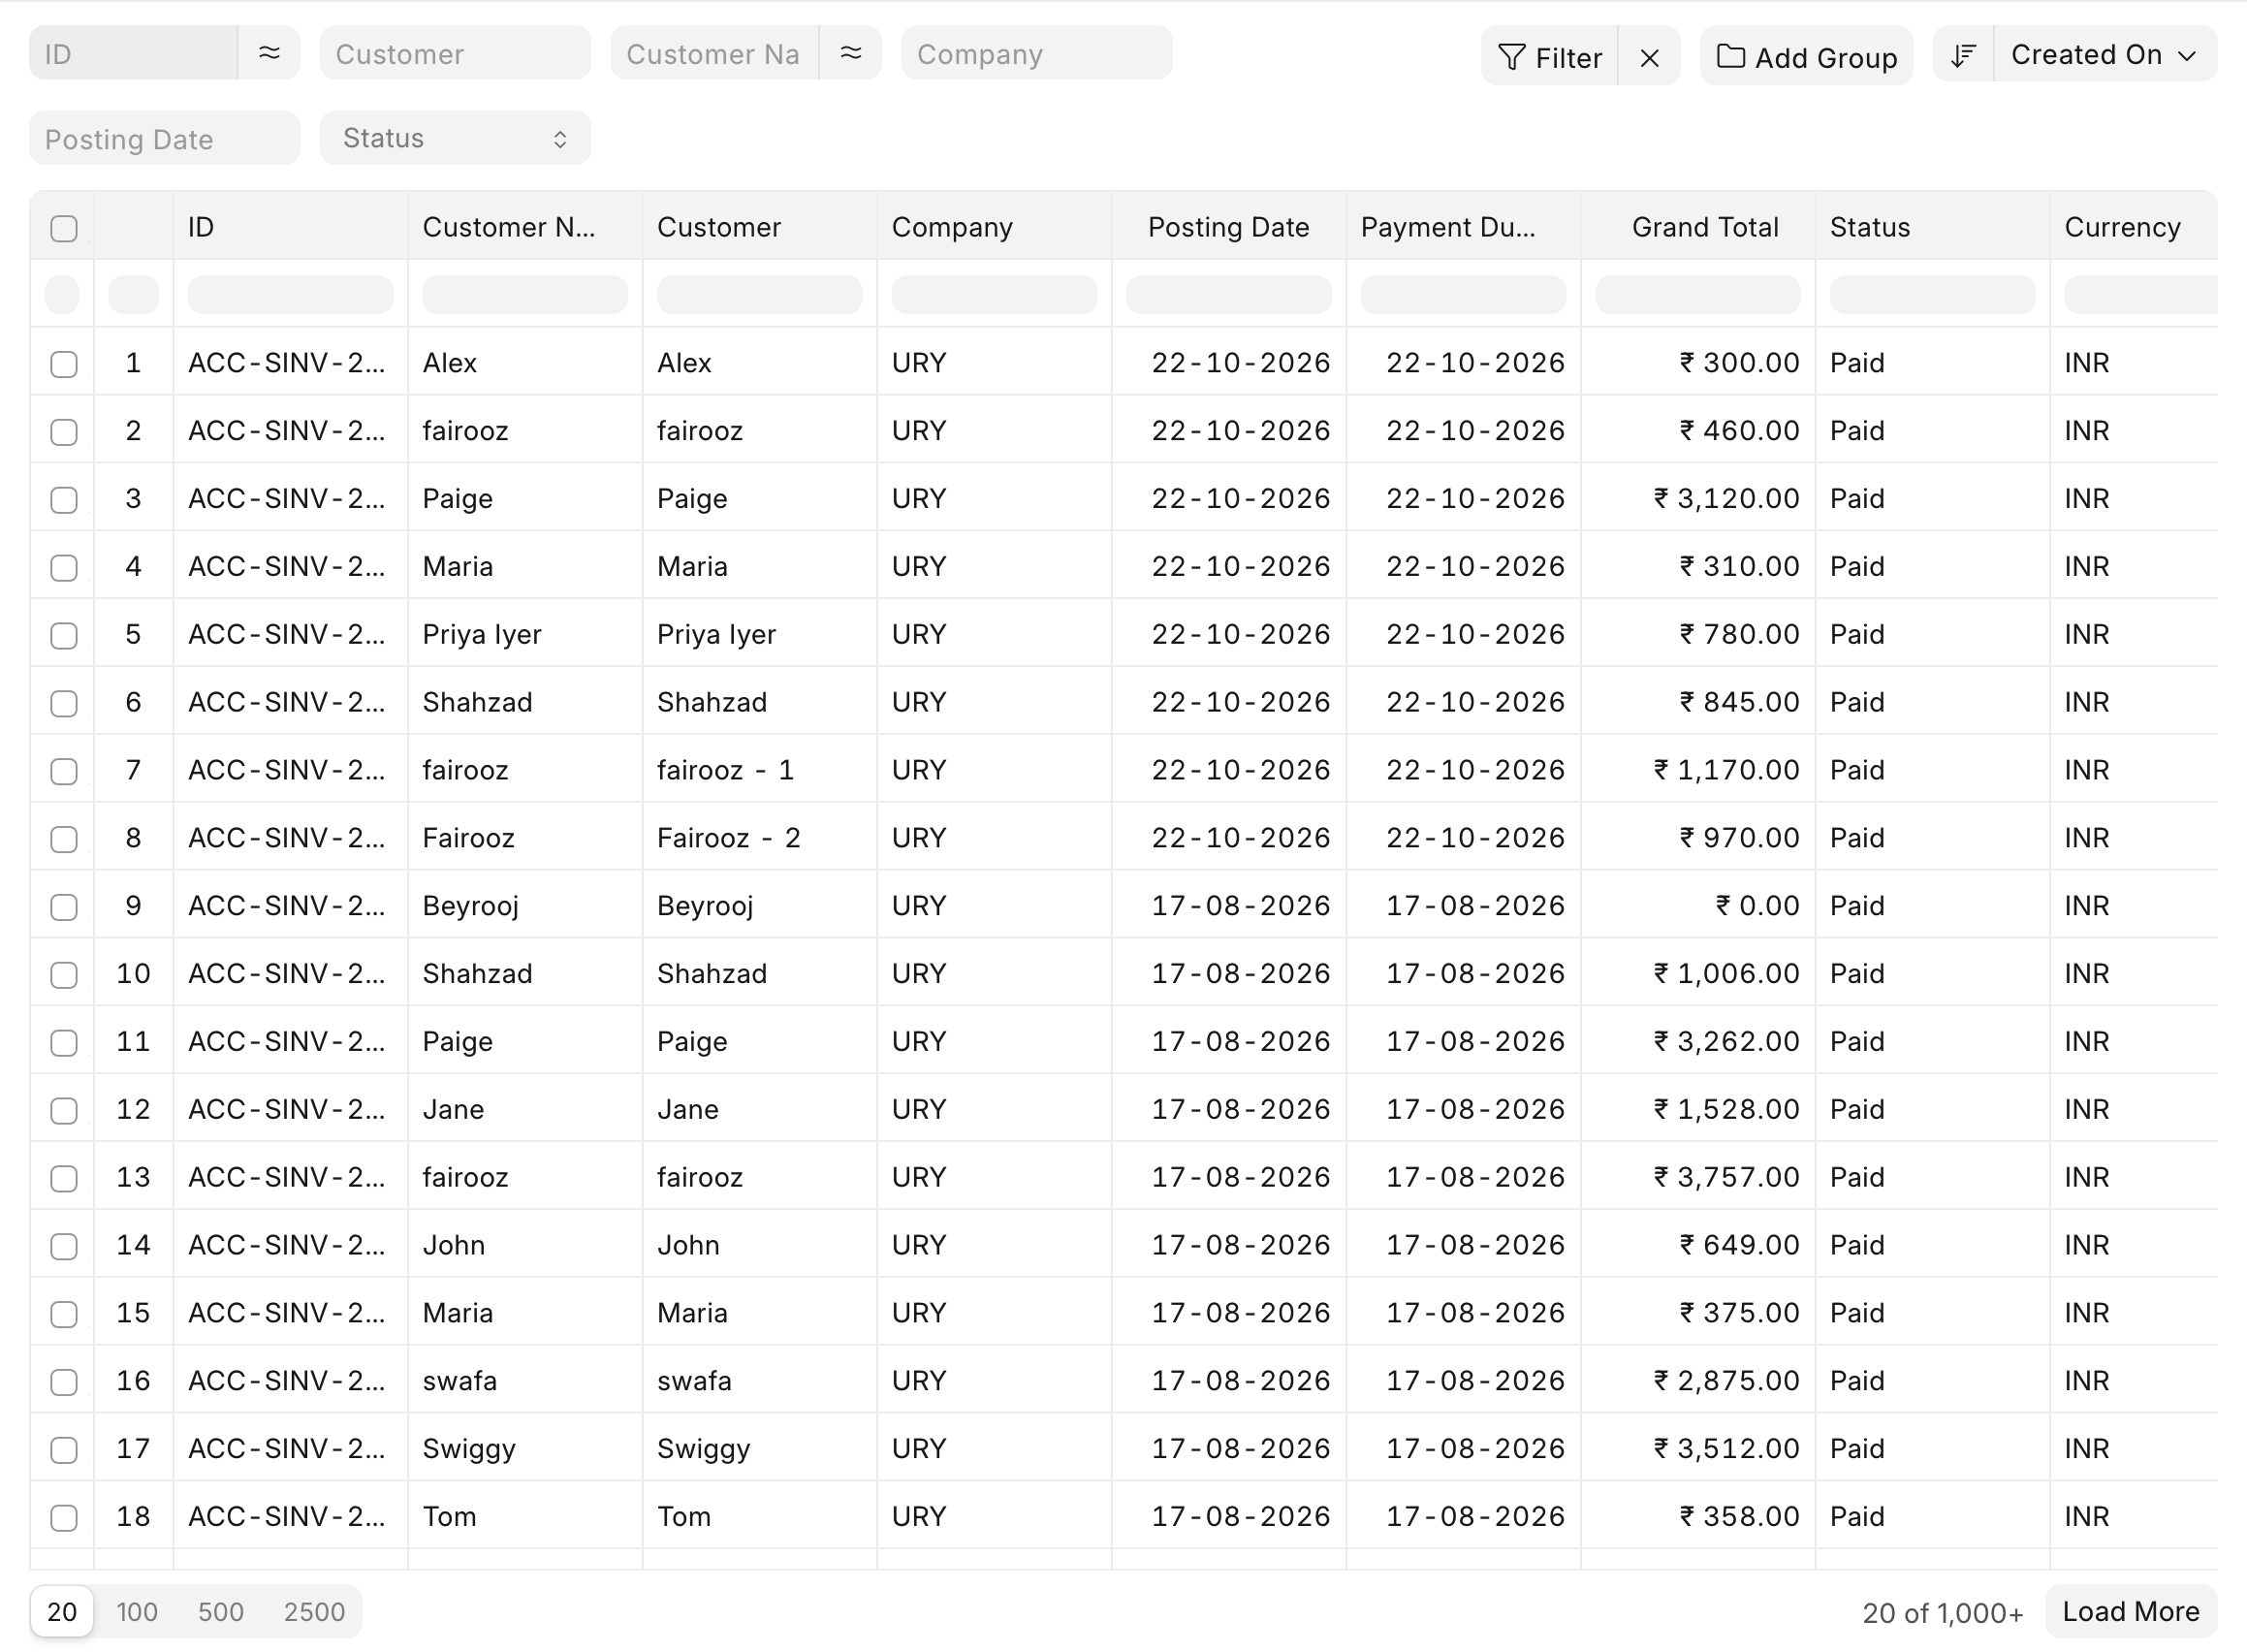 ID ≈ Customer Customer Na ≈ Company Filter × Add Group Created On
Posting Date Status
ID Customer N... Customer Company Posting Date Payment Du... Grand Total Status Currency
1 ACC-SINV-2... Alex Alex URY 22-10-2026 22-10-2026 ₹ 300.00 Paid INR
2 ACC-SINV-2... fairooz fairooz URY 22-10-2026 22-10-2026 ₹ 460.00 Paid INR
3 ACC-SINV-2... Paige Paige URY 22-10-2026 22-10-2026 ₹ 3,120.00 Paid INR
4 ACC-SINV-2... Maria Maria URY 22-10-2026 22-10-2026 ₹ 310.00 Paid INR
5 ACC-SINV-2... Priya Iyer Priya Iyer URY 22-10-2026 22-10-2026 ₹ 780.00 Paid INR
6 ACC-SINV-2... Shahzad Shahzad URY 22-10-2026 22-10-2026 ₹ 845.00 Paid INR
7 ACC-SINV-2... fairooz fairooz - 1 URY 22-10-2026 22-10-2026 ₹ 1,170.00 Paid INR
8 ACC-SINV-2... Fairooz Fairooz - 2 URY 22-10-2026 22-10-2026 ₹ 970.00 Paid INR
9 ACC-SINV-2... Beyrooj Beyrooj URY 17-08-2026 17-08-2026 ₹ 0.00 Paid INR
10 ACC-SINV-2... Shahzad Shahzad URY 17-08-2026 17-08-2026 ₹ 1,006.00 Paid INR
11 ACC-SINV-2... Paige Paige URY 17-08-2026 17-08-2026 ₹ 3,262.00 Paid INR
12 ACC-SINV-2... Jane Jane URY 17-08-2026 17-08-2026 ₹ 1,528.00 Paid INR
13 ACC-SINV-2... fairooz fairooz URY 17-08-2026 17-08-2026 ₹ 3,757.00 Paid INR
14 ACC-SINV-2... John John URY 17-08-2026 17-08-2026 ₹ 649.00 Paid INR
15 ACC-SINV-2... Maria Maria URY 17-08-2026 17-08-2026 ₹ 375.00 Paid INR
16 ACC-SINV-2... swafa swafa URY 17-08-2026 17-08-2026 ₹ 2,875.00 Paid INR
17 ACC-SINV-2... Swiggy Swiggy URY 17-08-2026 17-08-2026 ₹ 3,512.00 Paid INR
18 ACC-SINV-2... Tom Tom URY 17-08-2026 17-08-2026 ₹ 358.00 Paid INR
20 100 500 2500 20 of 1,000+ Load More